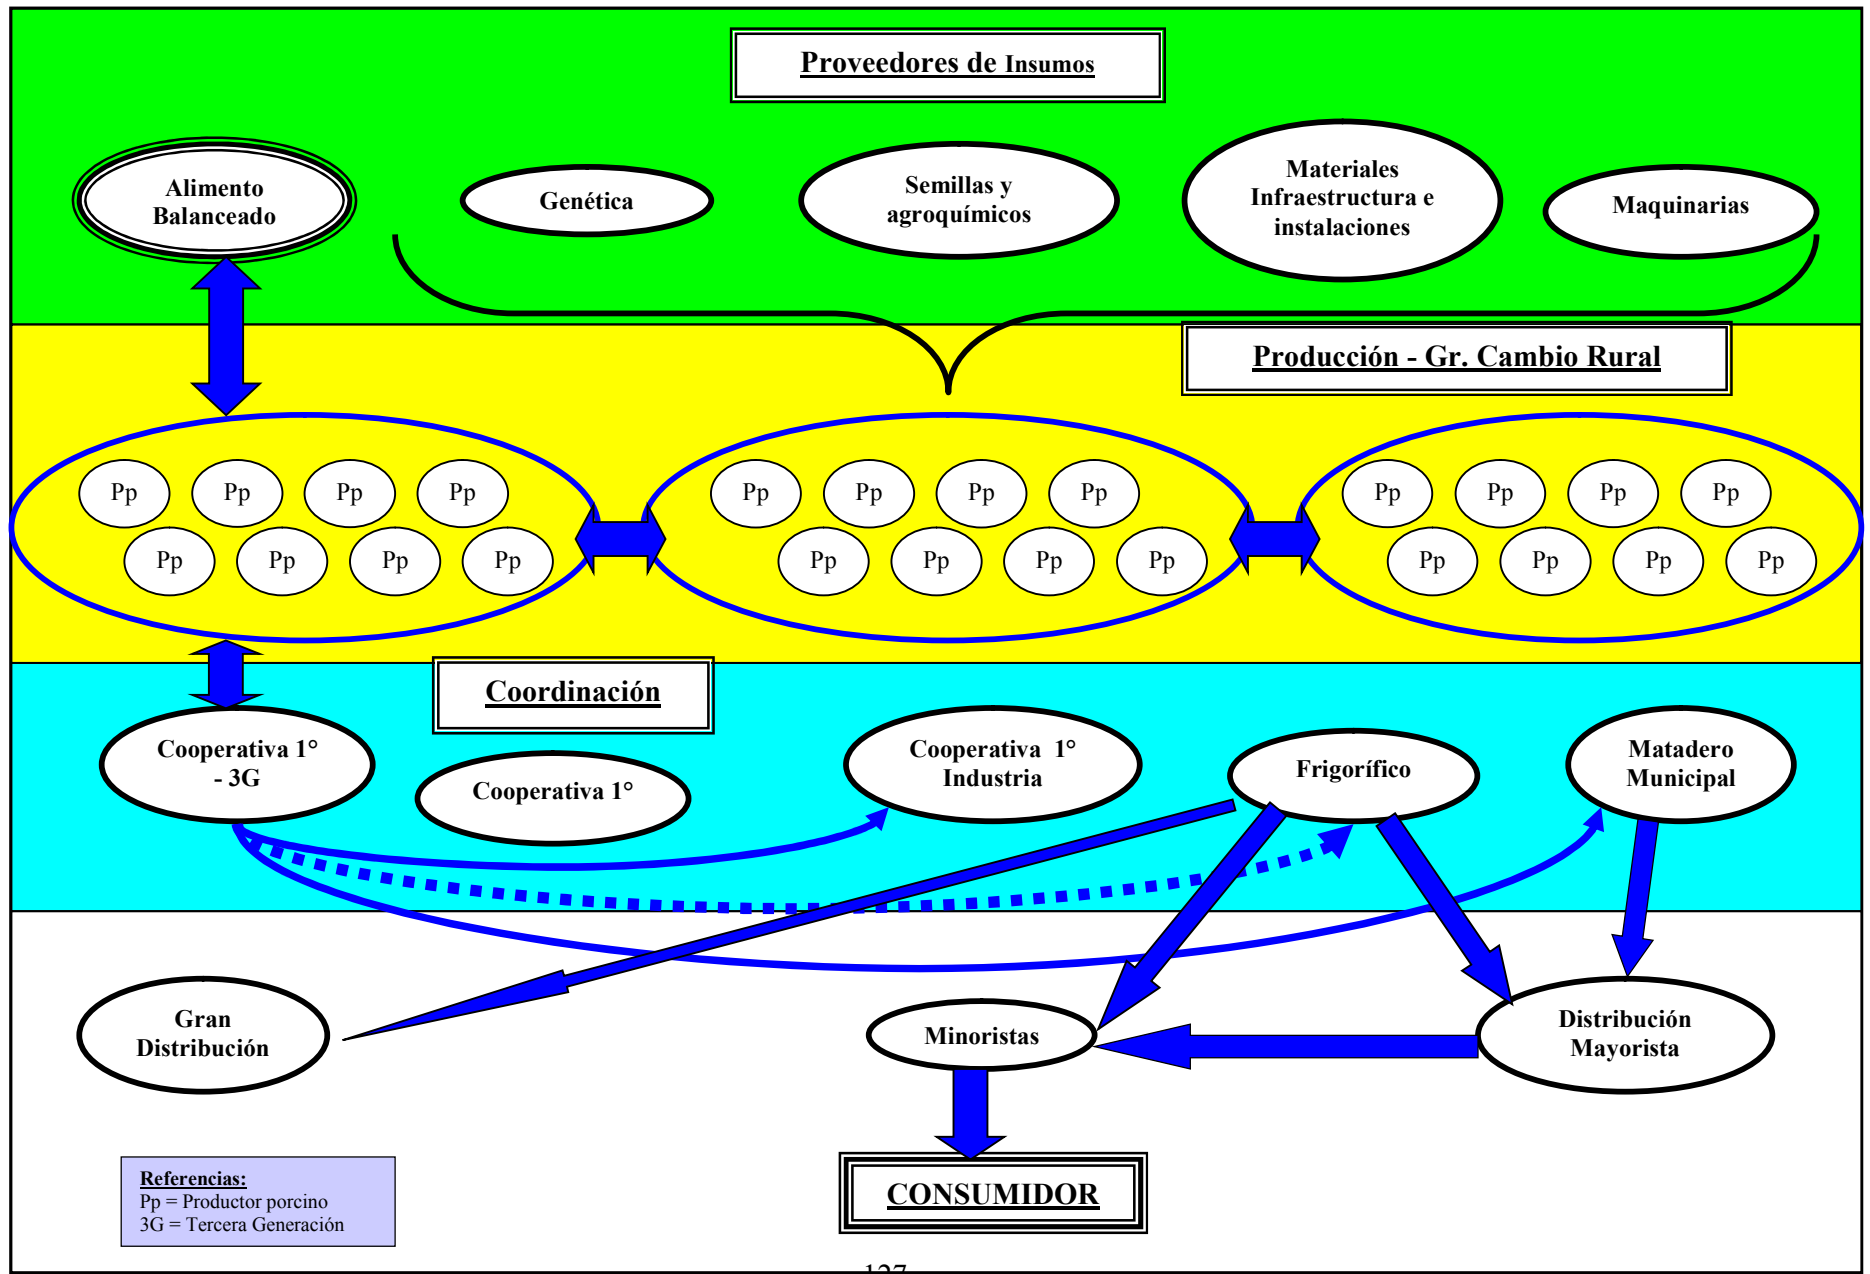 Proveedores de Insumos
Alimento
Balanceado
Genética
Semillas y
agroquímicos
Materiales
Infraestructura e
instalaciones
Maquinarias
Producción - Gr. Cambio Rural
Pp Pp Pp Pp Pp Pp Pp Pp Pp Pp Pp Pp
Pp Pp Pp Pp Pp Pp Pp Pp Pp Pp Pp Pp
Coordinación
Cooperativa 1°
- 3G
Cooperativa 1°
Cooperativa 1°
Industria
Frigorífico
Matadero
Municipal
Gran
Distribución
Minoristas
Distribución
Mayorista
CONSUMIDOR
Referencias:
Pp = Productor porcino
3G = Tercera Generación